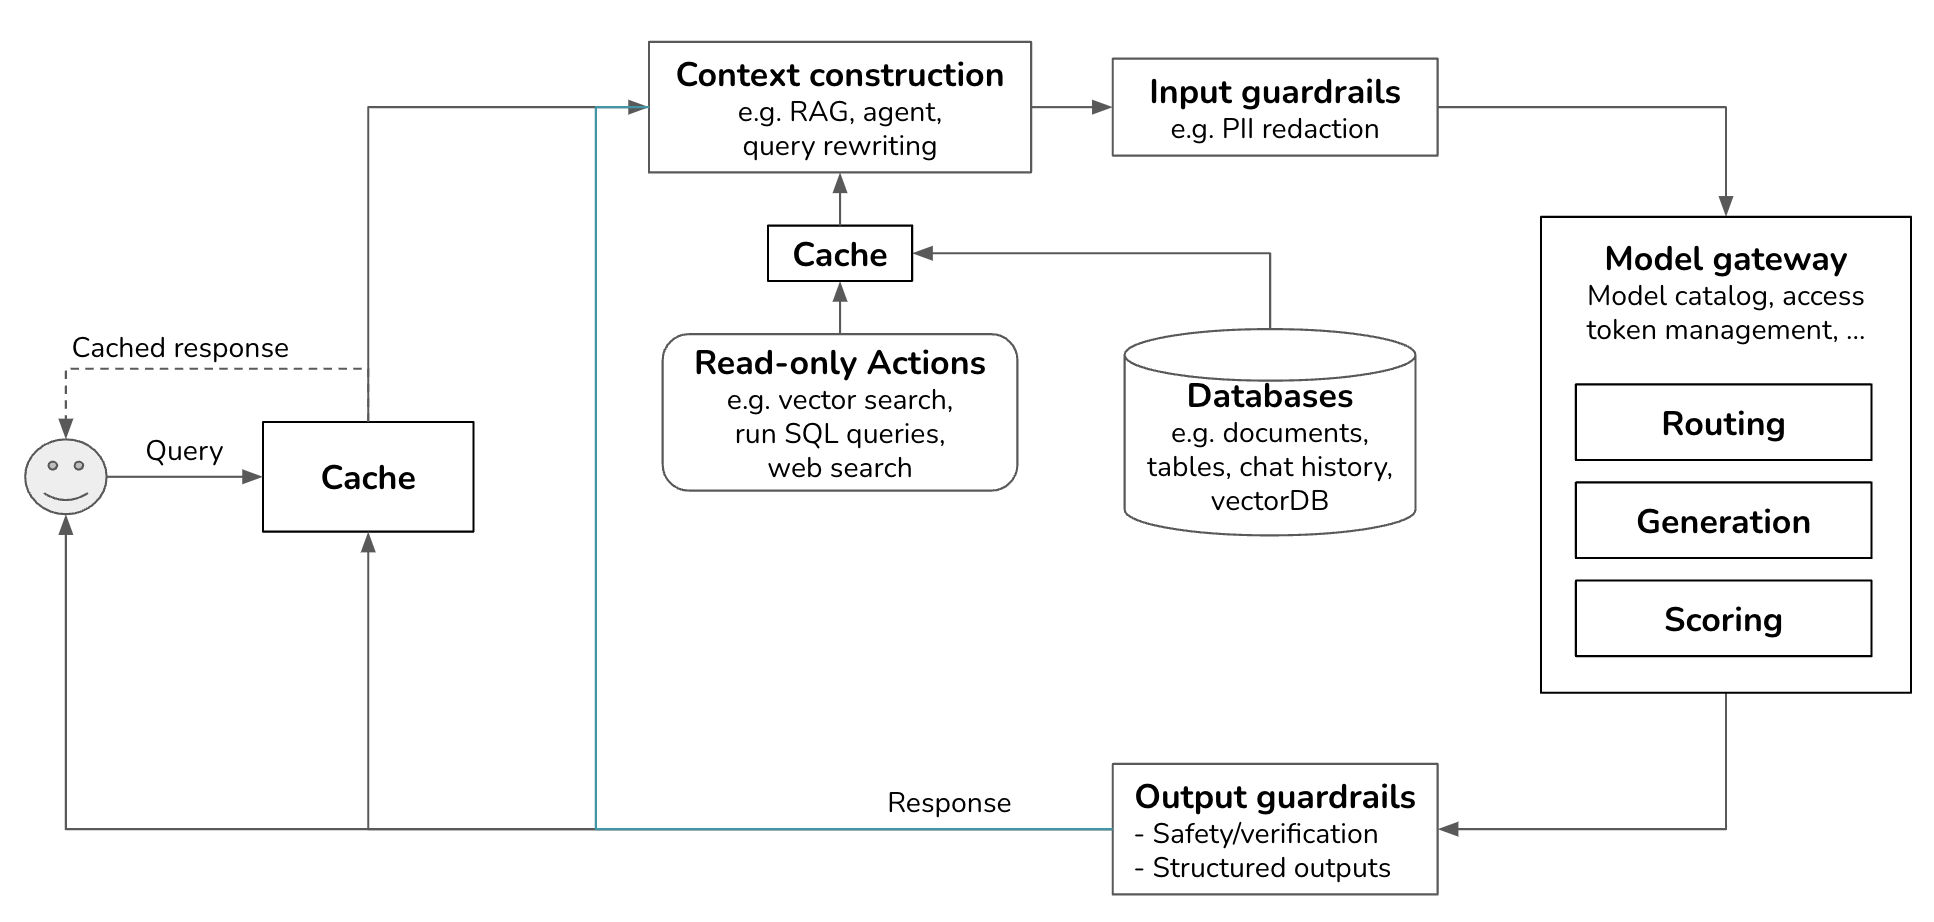 Context construction
e.g. RAG, agent,
query rewriting
Input guardrails
e.g. PII redaction
Cache
Model gateway
Model catalog, access
token management, ...
Cached response
Read-only Actions
e.g. vector search,
run SQL queries,
web search
Databases
e.g. documents,
tables, chat history,
vectorDB
Routing
Query
Cache
Generation
Scoring
Response
Output guardrails
- Safety/verification
- Structured outputs